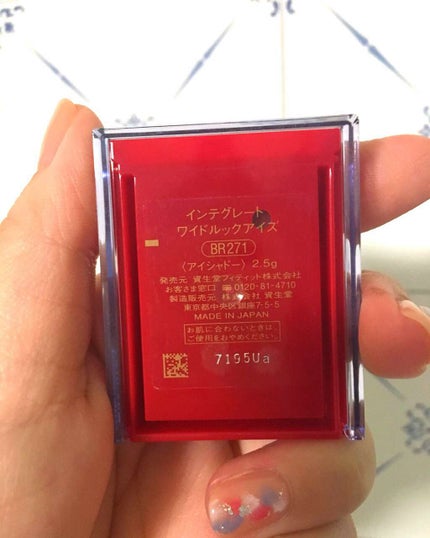 インテグレート
ワイドルックアイズ
BR271
〈アイシャドー〉 2.5g
発売元 資生堂フィティット株式会社
お客さま窓口 0120-81-4710
製造販売元 株式会社 資生堂
東京都中央区銀座7-5-5
MADE IN JAPAN
お肌に合わないときは、
ご使用をおやめください。
7195Ua